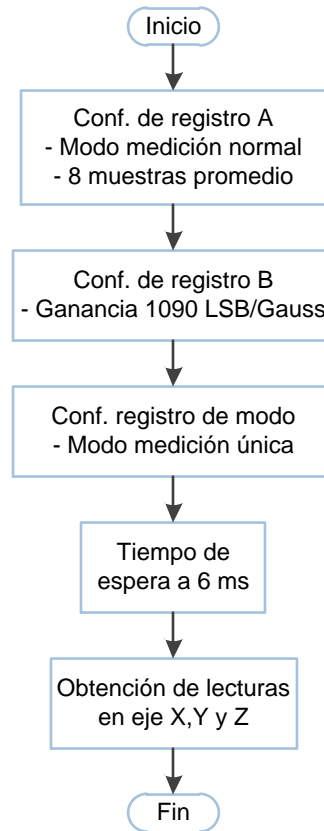 Inicio
Conf. de registro A
- Modo medición normal
- 8 muestras promedio
Conf. de registro B
- Ganancia 1090 LSB/Gauss
Conf. registro de modo
- Modo medición única
Tiempo de
espera a 6 ms
Obtención de lecturas
en eje X,Y y Z
Fin